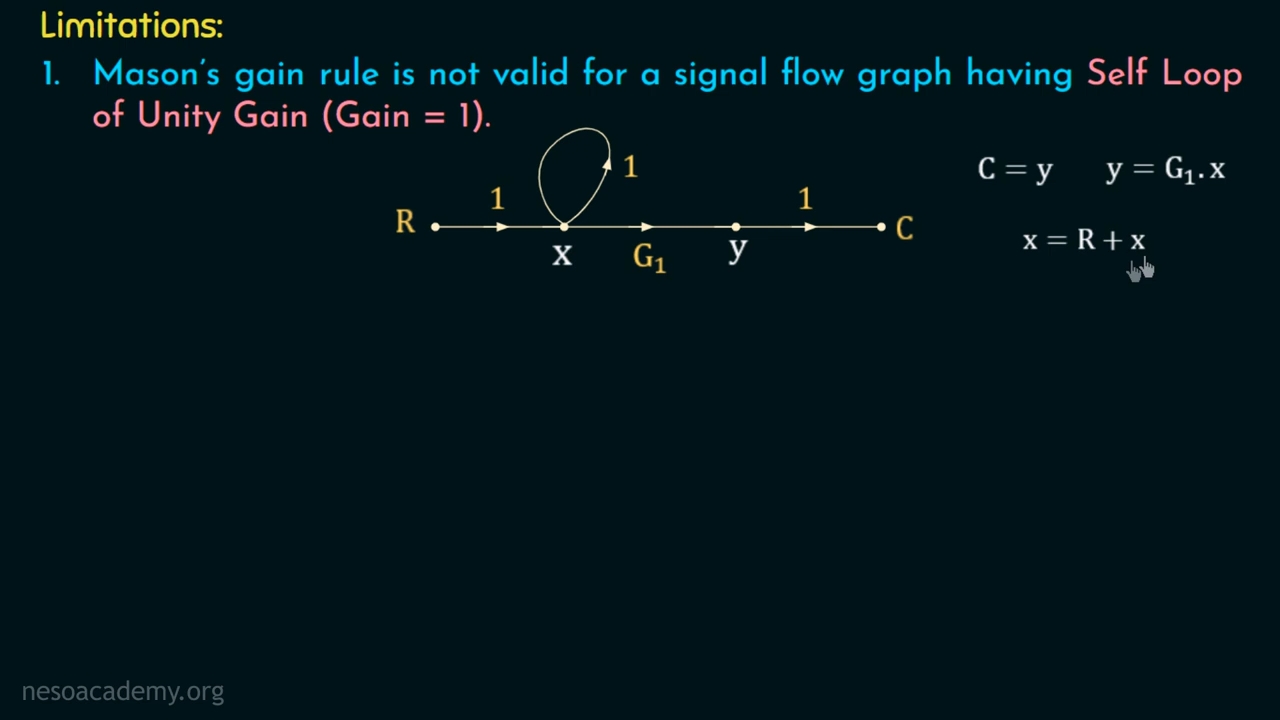 Limitations:
1. Mason's gain rule is not valid for a signal flow graph having Self Loop
of Unity Gain (Gain = 1).
1
C = y y = G₁.x
1 1
R C
x G₁ y
x = R + x
nesoacademy.org